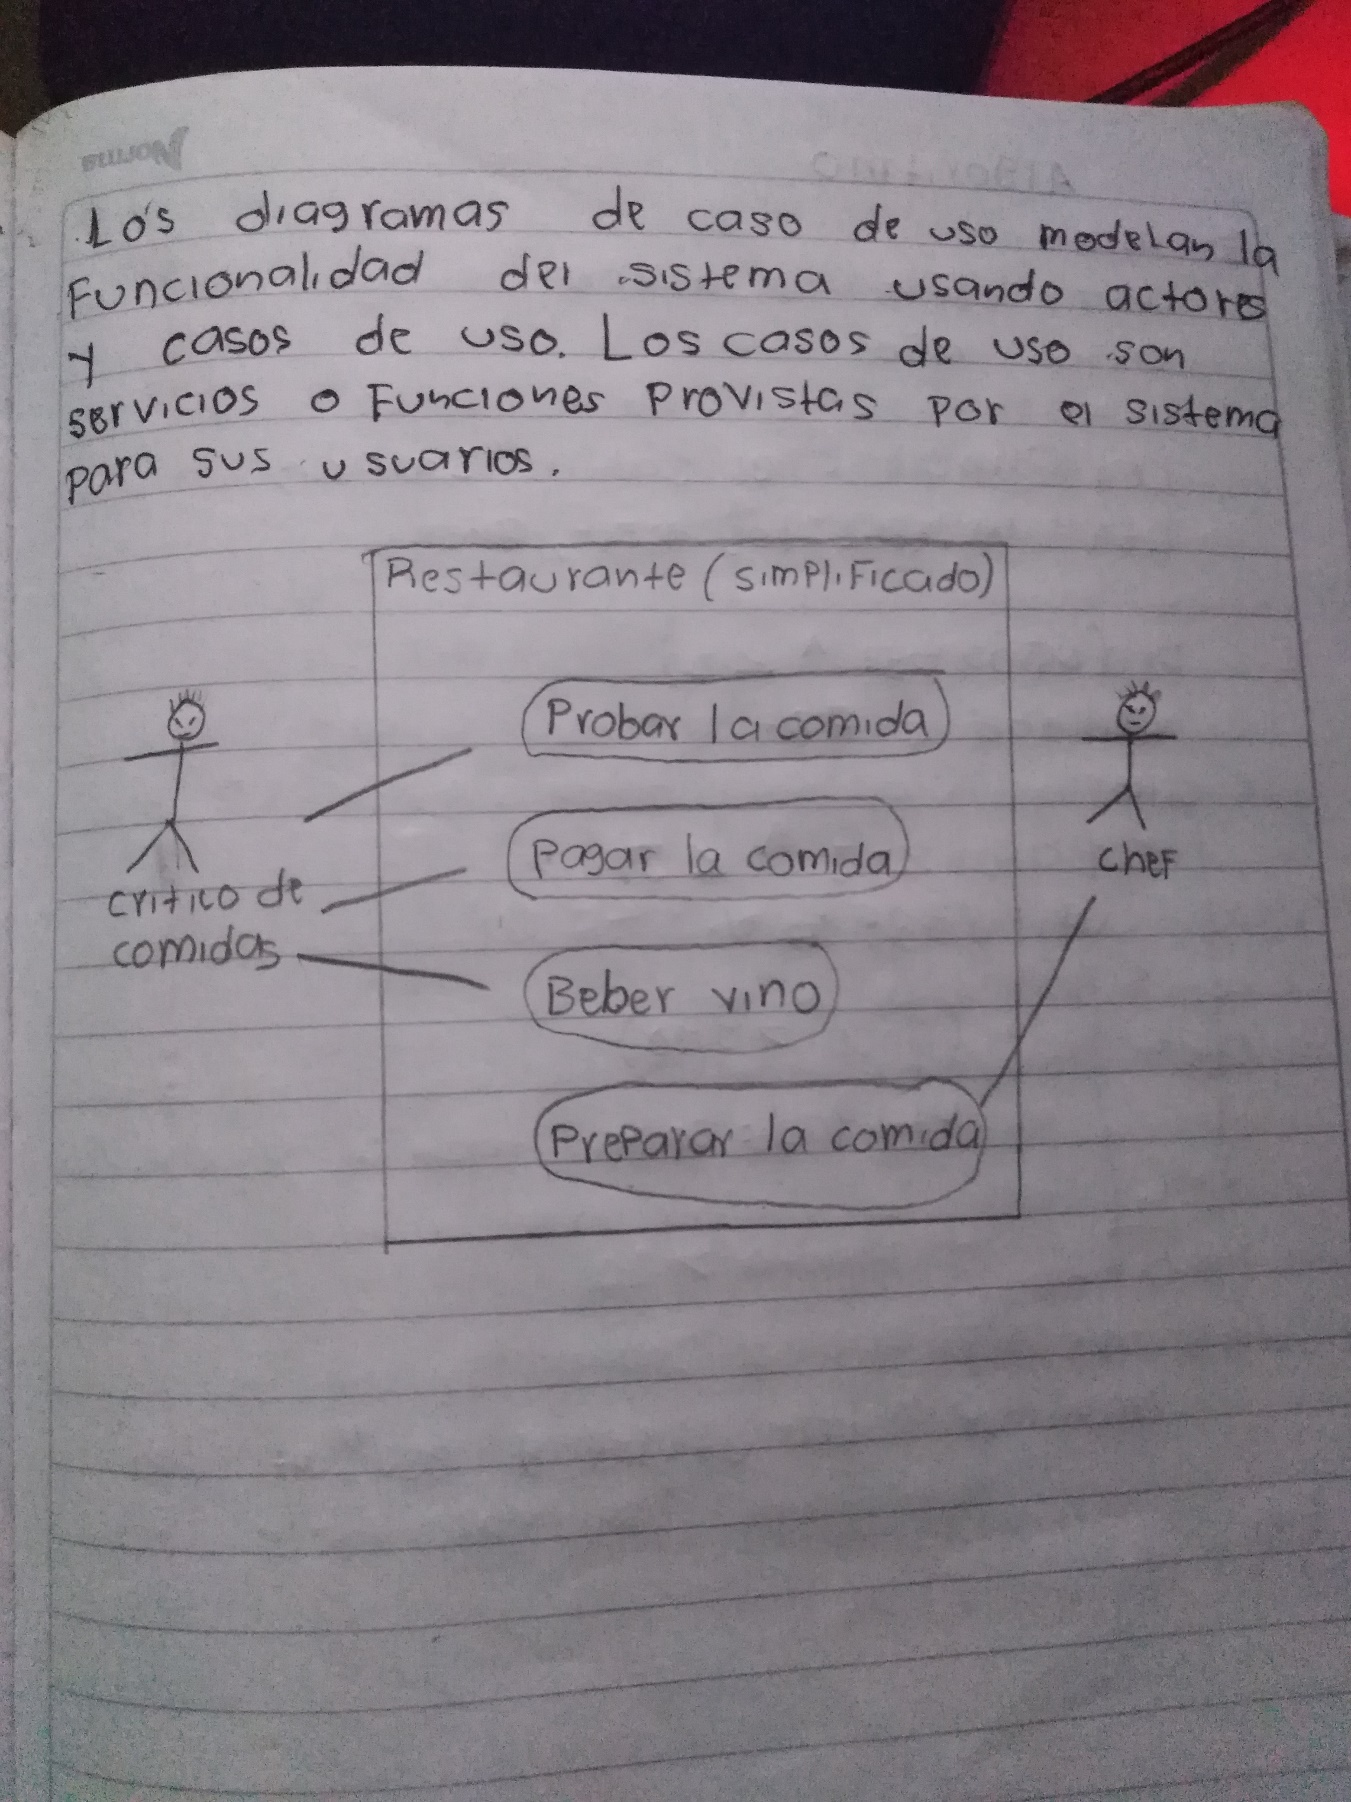 Norma
Los diagramas de caso de uso modelan la
Funcionalidad del sistema usando actores
y casos de uso. Los casos de uso son
servicios o Funciones Provistas por el sistema
para sus usuarios.
Restaurante (simplificado)
Probar la comida
Pagar la comida
chef
critico de
comidas
Beber vino
Preparar la comida